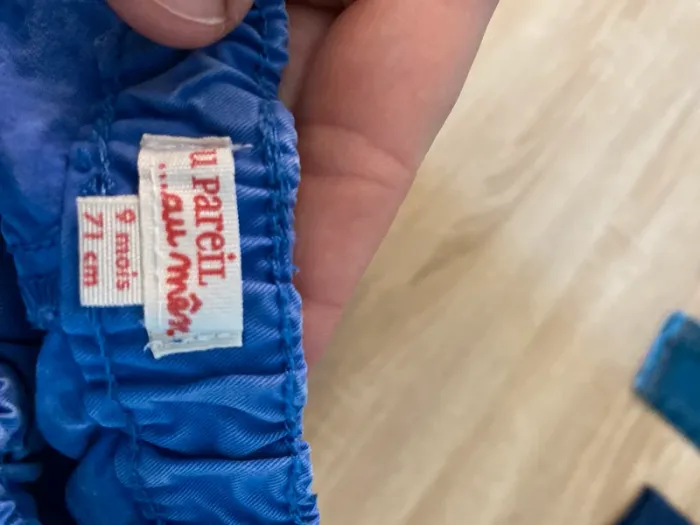 u PareiL
...au mêm
9 mois
71 cm